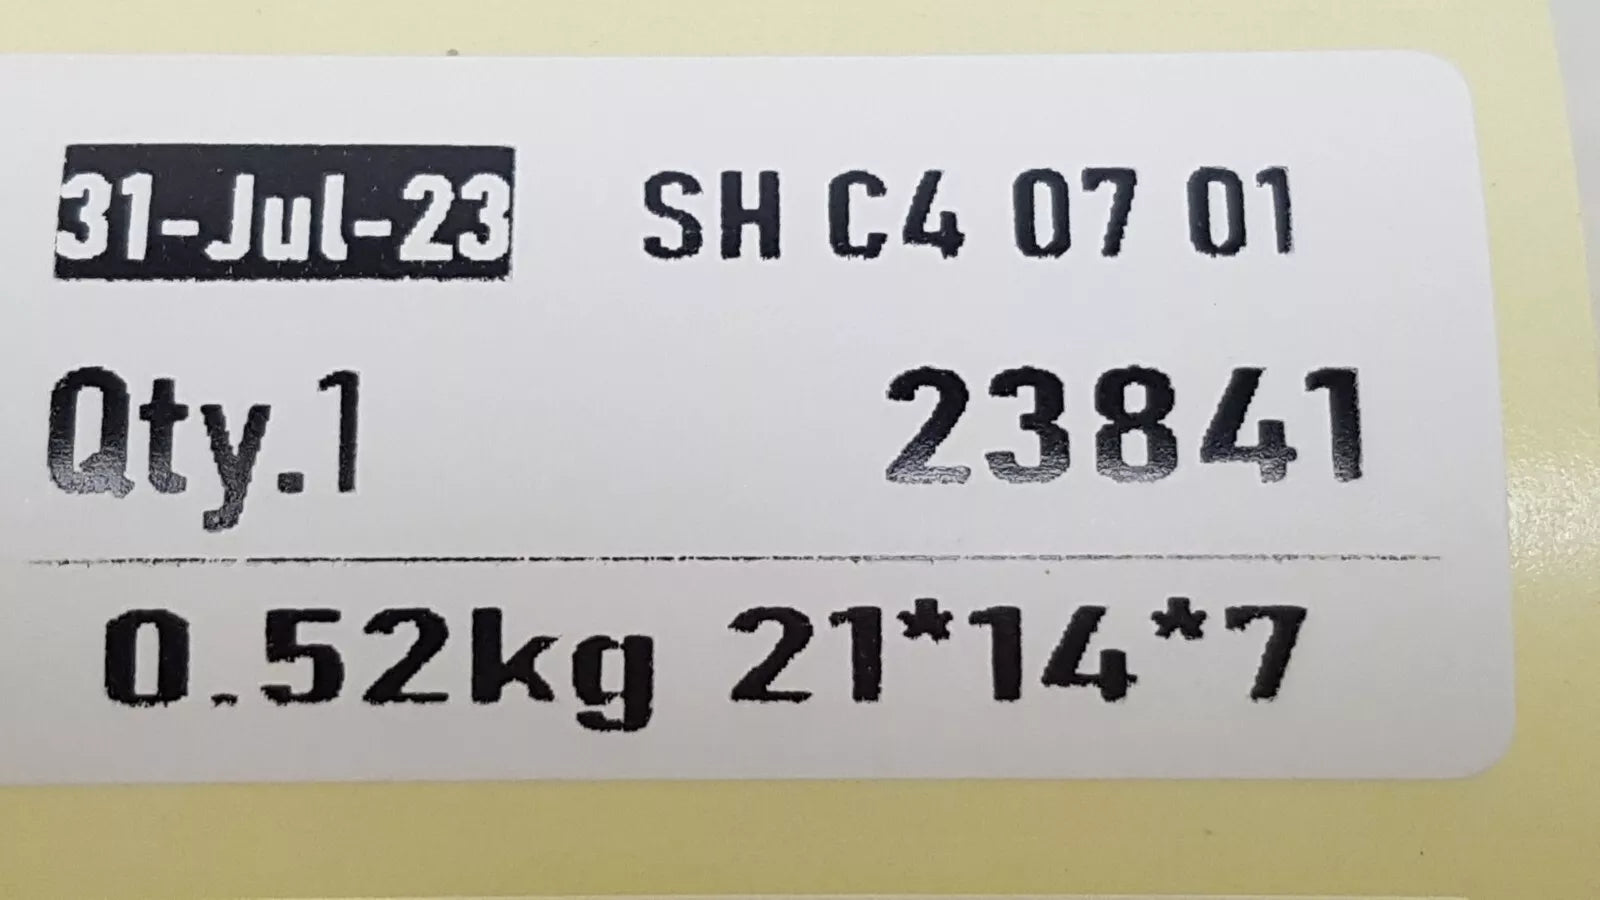 31-Jul-23 SH C4 07 01
Qty.1 23841
0.52kg 21*14*7